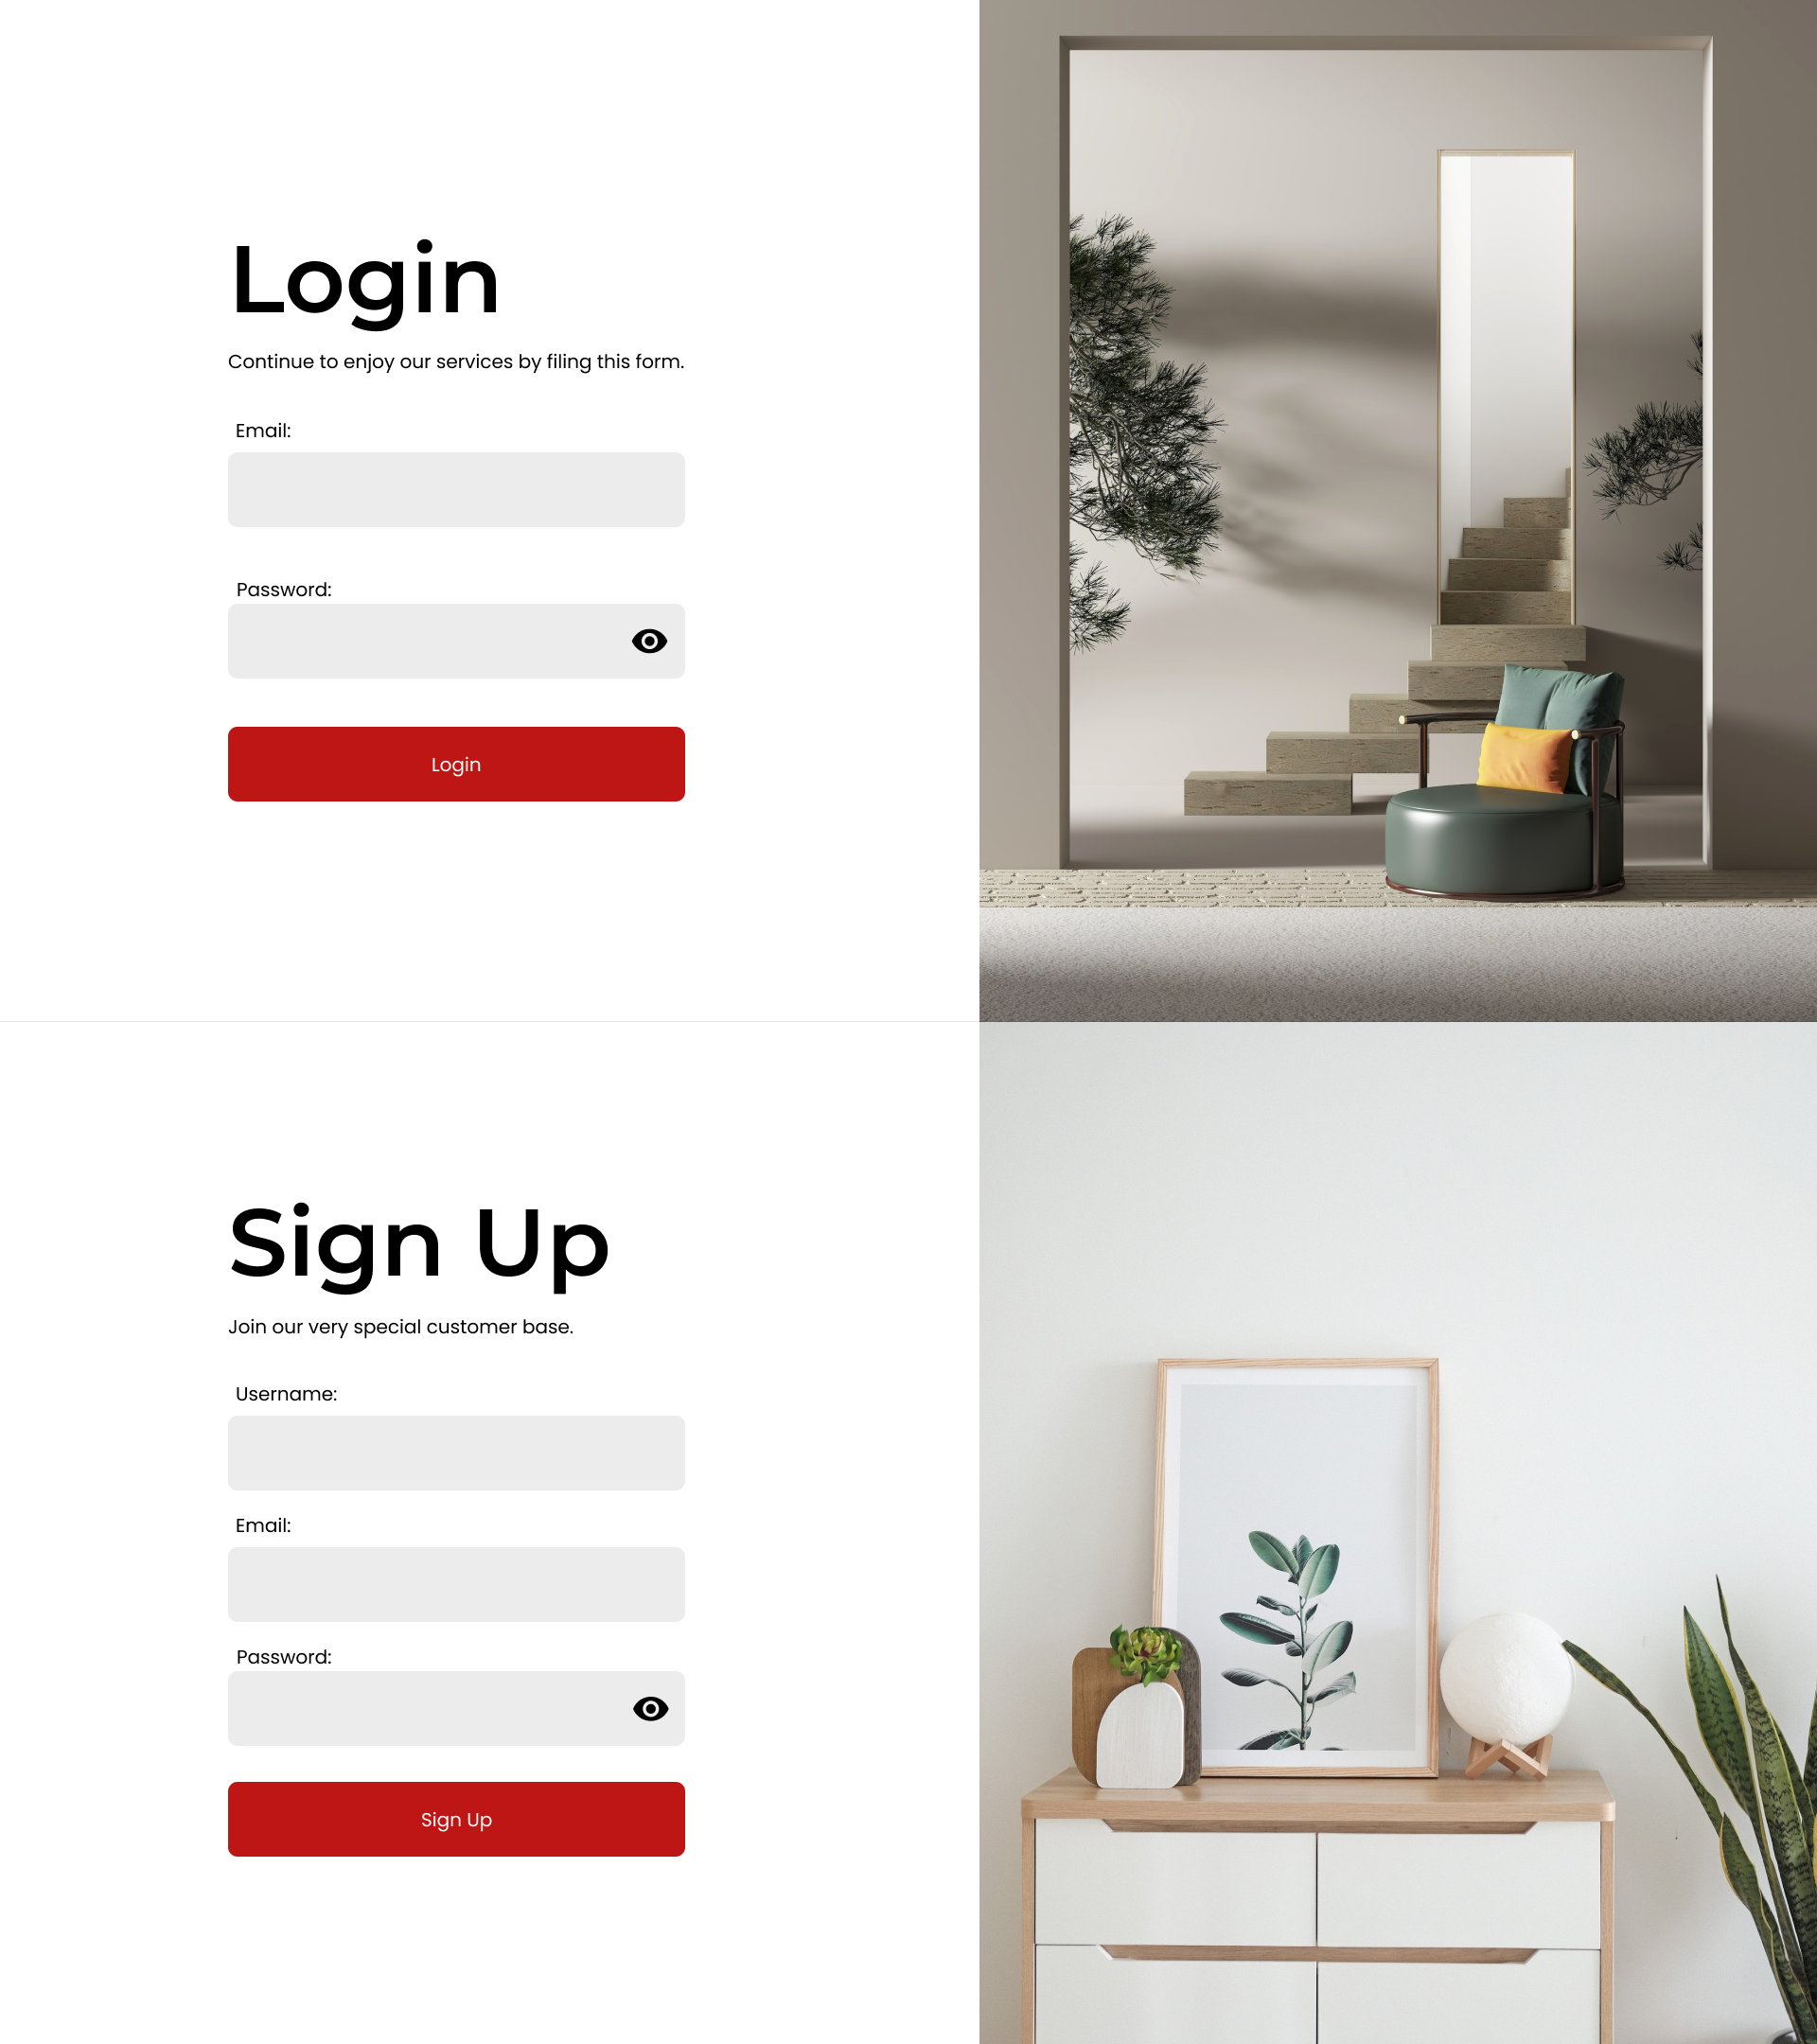 Login
Continue to enjoy our services by filing this form.
Email:
Password:
Login
Sign Up
Join our very special customer base.
Username:
Email:
Password:
Sign Up